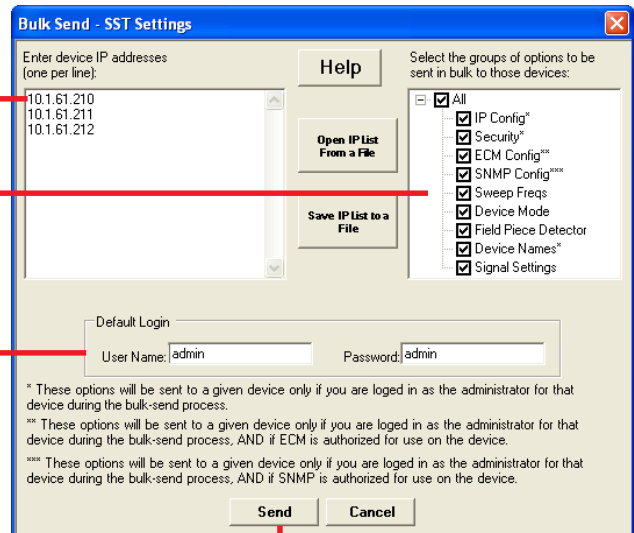 Bulk Send - SST Settings
Enter device IP addresses
(one per line):
10.1.61.210
10.1.61.211
10.1.61.212
Help
Open IP List
From a File
Save IP List to a
File
Select the groups of options to be
sent in bulk to those devices:
All
IP Config*
Security*
ECM Config**
SNMP Config***
Sweep Freqs
Device Mode
Field Piece Detector
Device Names*
Signal Settings
Default Login
User Name: admin
Password: admin
* These options will be sent to a given device only if you are loged in as the administrator for that
device during the bulk-send process.
** These options will be sent to a given device only if you are loged in as the administrator for that
device during the bulk-send process, AND if ECM is authorized for use on the device.
*** These options will be sent to a given device only if you are loged in as the administrator for that
device during the bulk-send process, AND if SNMP is authorized for use on the device.
Send
Cancel